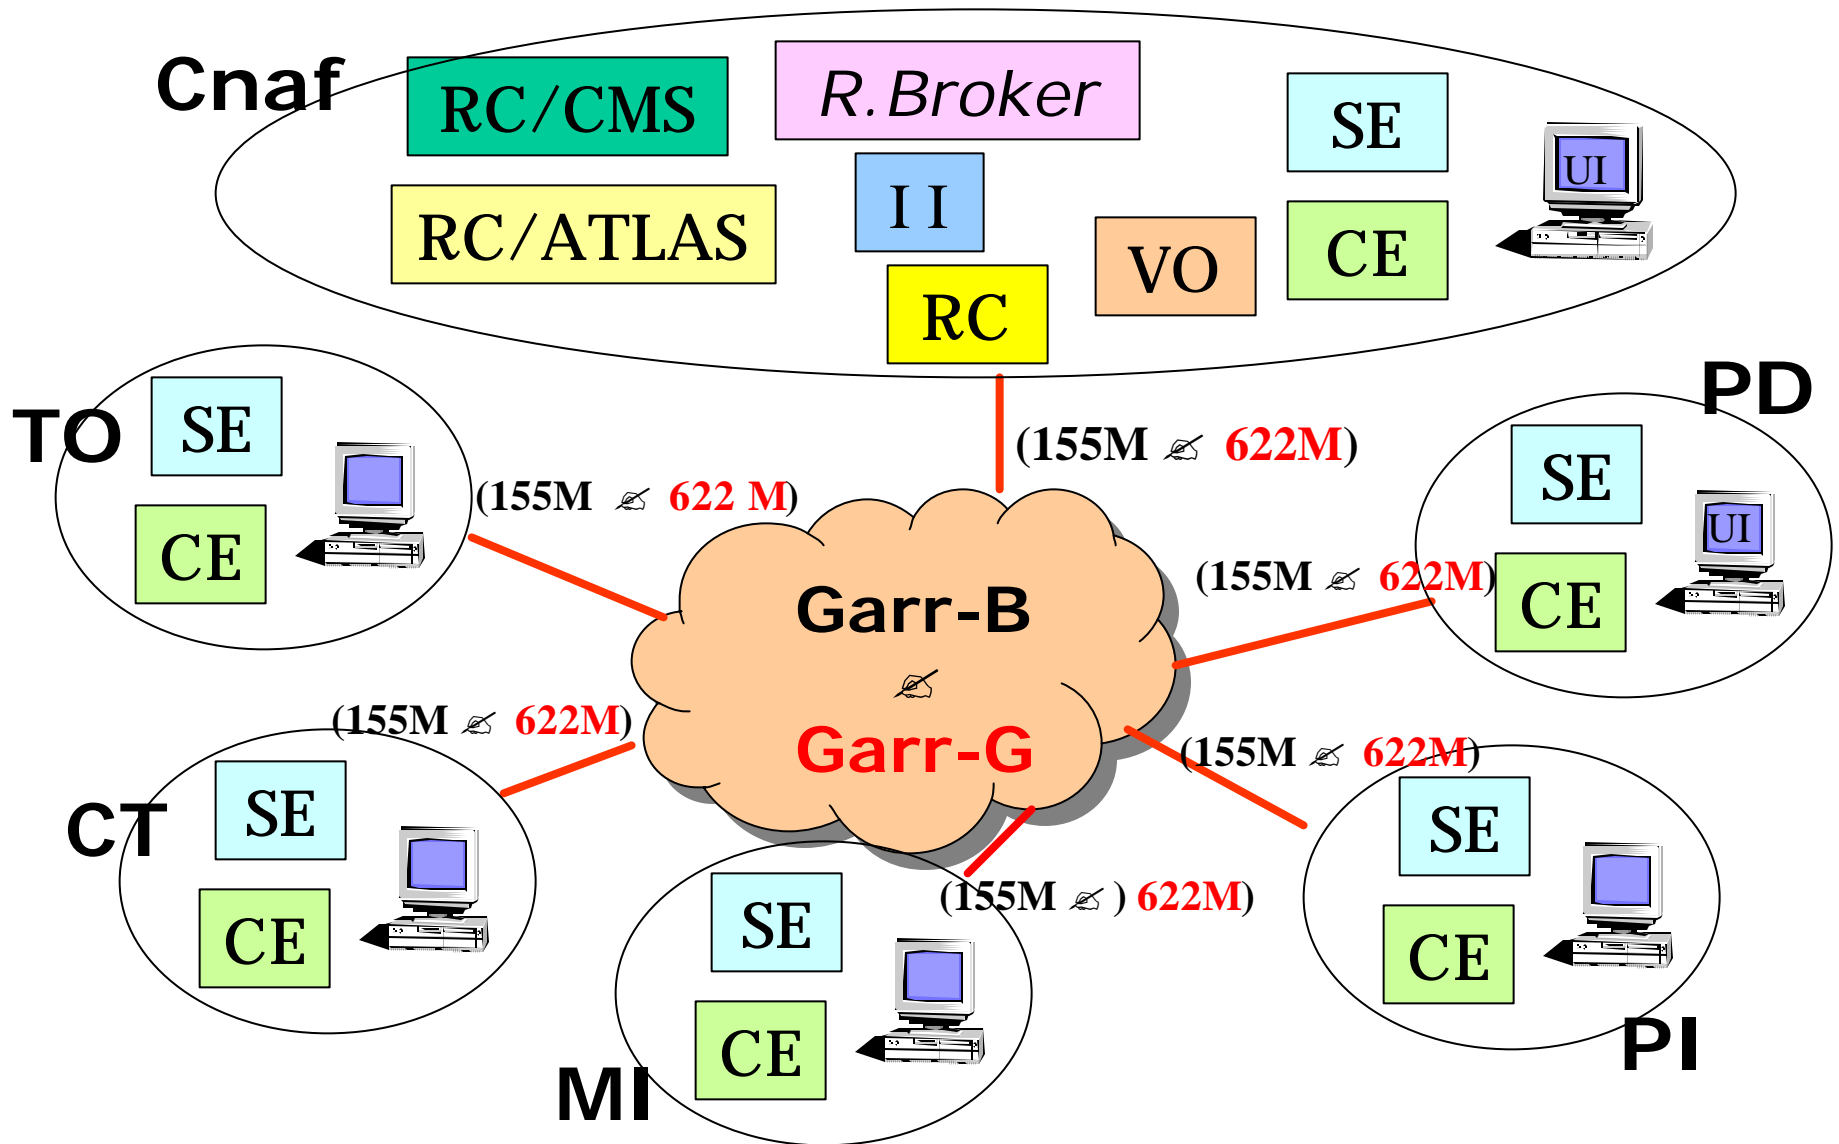 Cnaf
RC/CMS
R.Broker
SE
UI
II
RC/ATLAS
CE
VO
RC
TO
SE
CE
(155M ✍ 622 M)
(155M ✍ 622M)
PD
SE
UI
CE
(155M ✍ 622M)
Garr-B
✍
Garr-G
(155M ✍ 622M)
CT
SE
CE
(155M ✍ 622M)
SE
CE
PI
(155M ✍ ) 622M)
SE
CE
MI